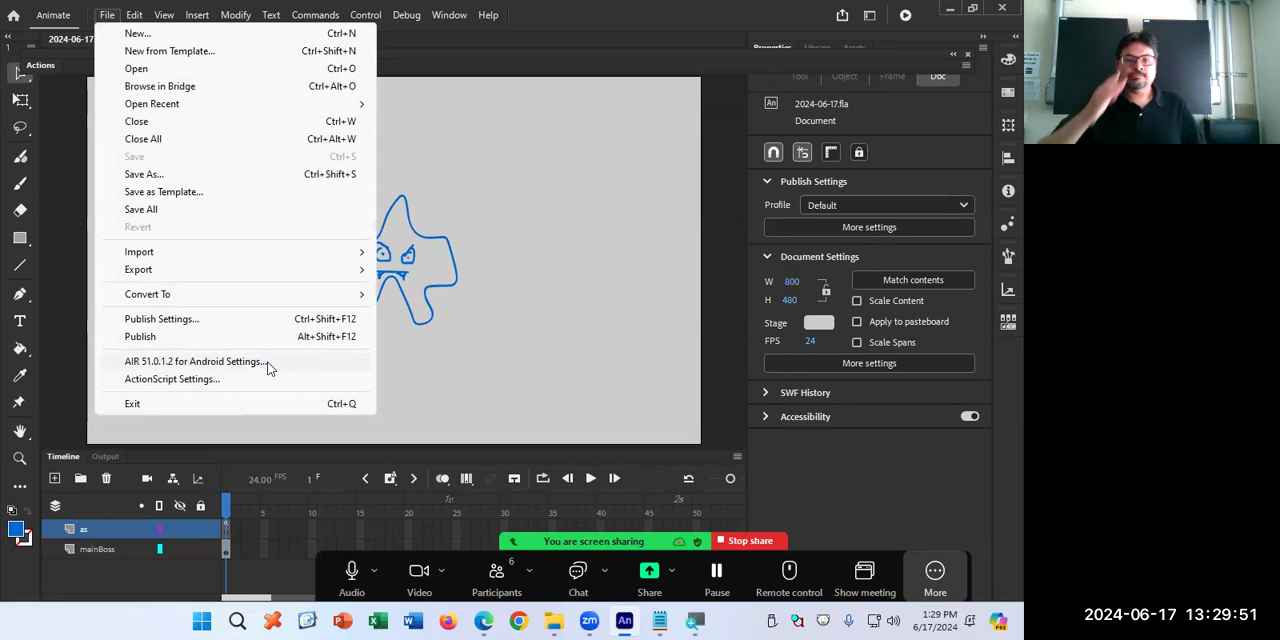 Animate
File
Edit
View
Insert
Modify
Text
Commands
Control
Debug
Window
Help
2024-06-17.
Actions
New... Ctrl+N
New from Template... Ctrl+Shift+N
Open Ctrl+O
Browse in Bridge Ctrl+Alt+O
Open Recent
Close Ctrl+W
Close All Ctrl+Alt+W
Save Ctrl+S
Save As... Ctrl+Shift+S
Save as Template...
Save All
Revert
Import
Export
Convert To
Publish Settings... Ctrl+Shift+F12
Publish Alt+Shift+F12
AIR 51.0.1.2 for Android Settings...
ActionScript Settings...
Exit Ctrl+Q
Properties Library Assets
Tool Object Frame Doc
An 2024-06-17.fla
Document
Publish Settings
Profile Default
More settings
Document Settings
W 800 Match contents
H 480 Scale Content
Stage Apply to pasteboard
FPS 24 Scale Spans
More settings
SWF History
Accessibility
Timeline Output
24.00 FPS 1 F
1s 2s
5 10 15 20 25 30 35 40 45 50
as
mainBoss
You are screen sharing Stop share
6
Audio Video Participants Chat Share Pause Remote control Show meeting More
zm An
1:29 PM
6/17/2024
PRE
2024-06-17 13:29:51